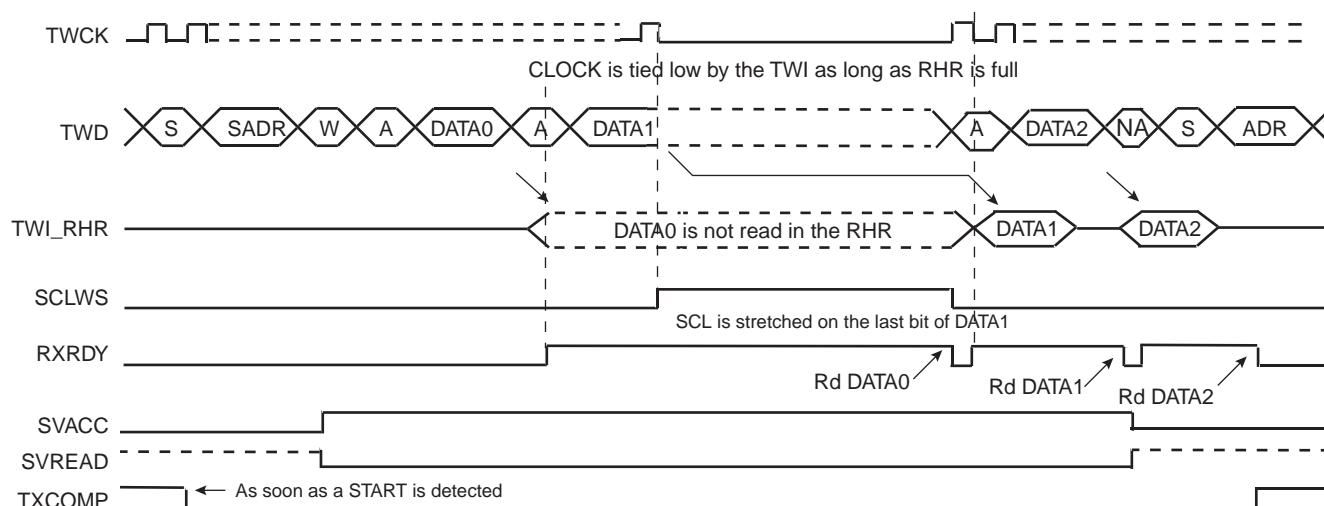 TWCK
CLOCK is tied low by the TWI as long as RHR is full
TWD S SADR W A DATA0 A DATA1 A DATA2 NA S ADR
TWI_RHR DATA0 is not read in the RHR DATA1 DATA2
SCLWS
SCL is stretched on the last bit of DATA1
RXRDY
Rd DATA0 Rd DATA1 Rd DATA2
SVACC
SVREAD
TXCOMP As soon as a START is detected